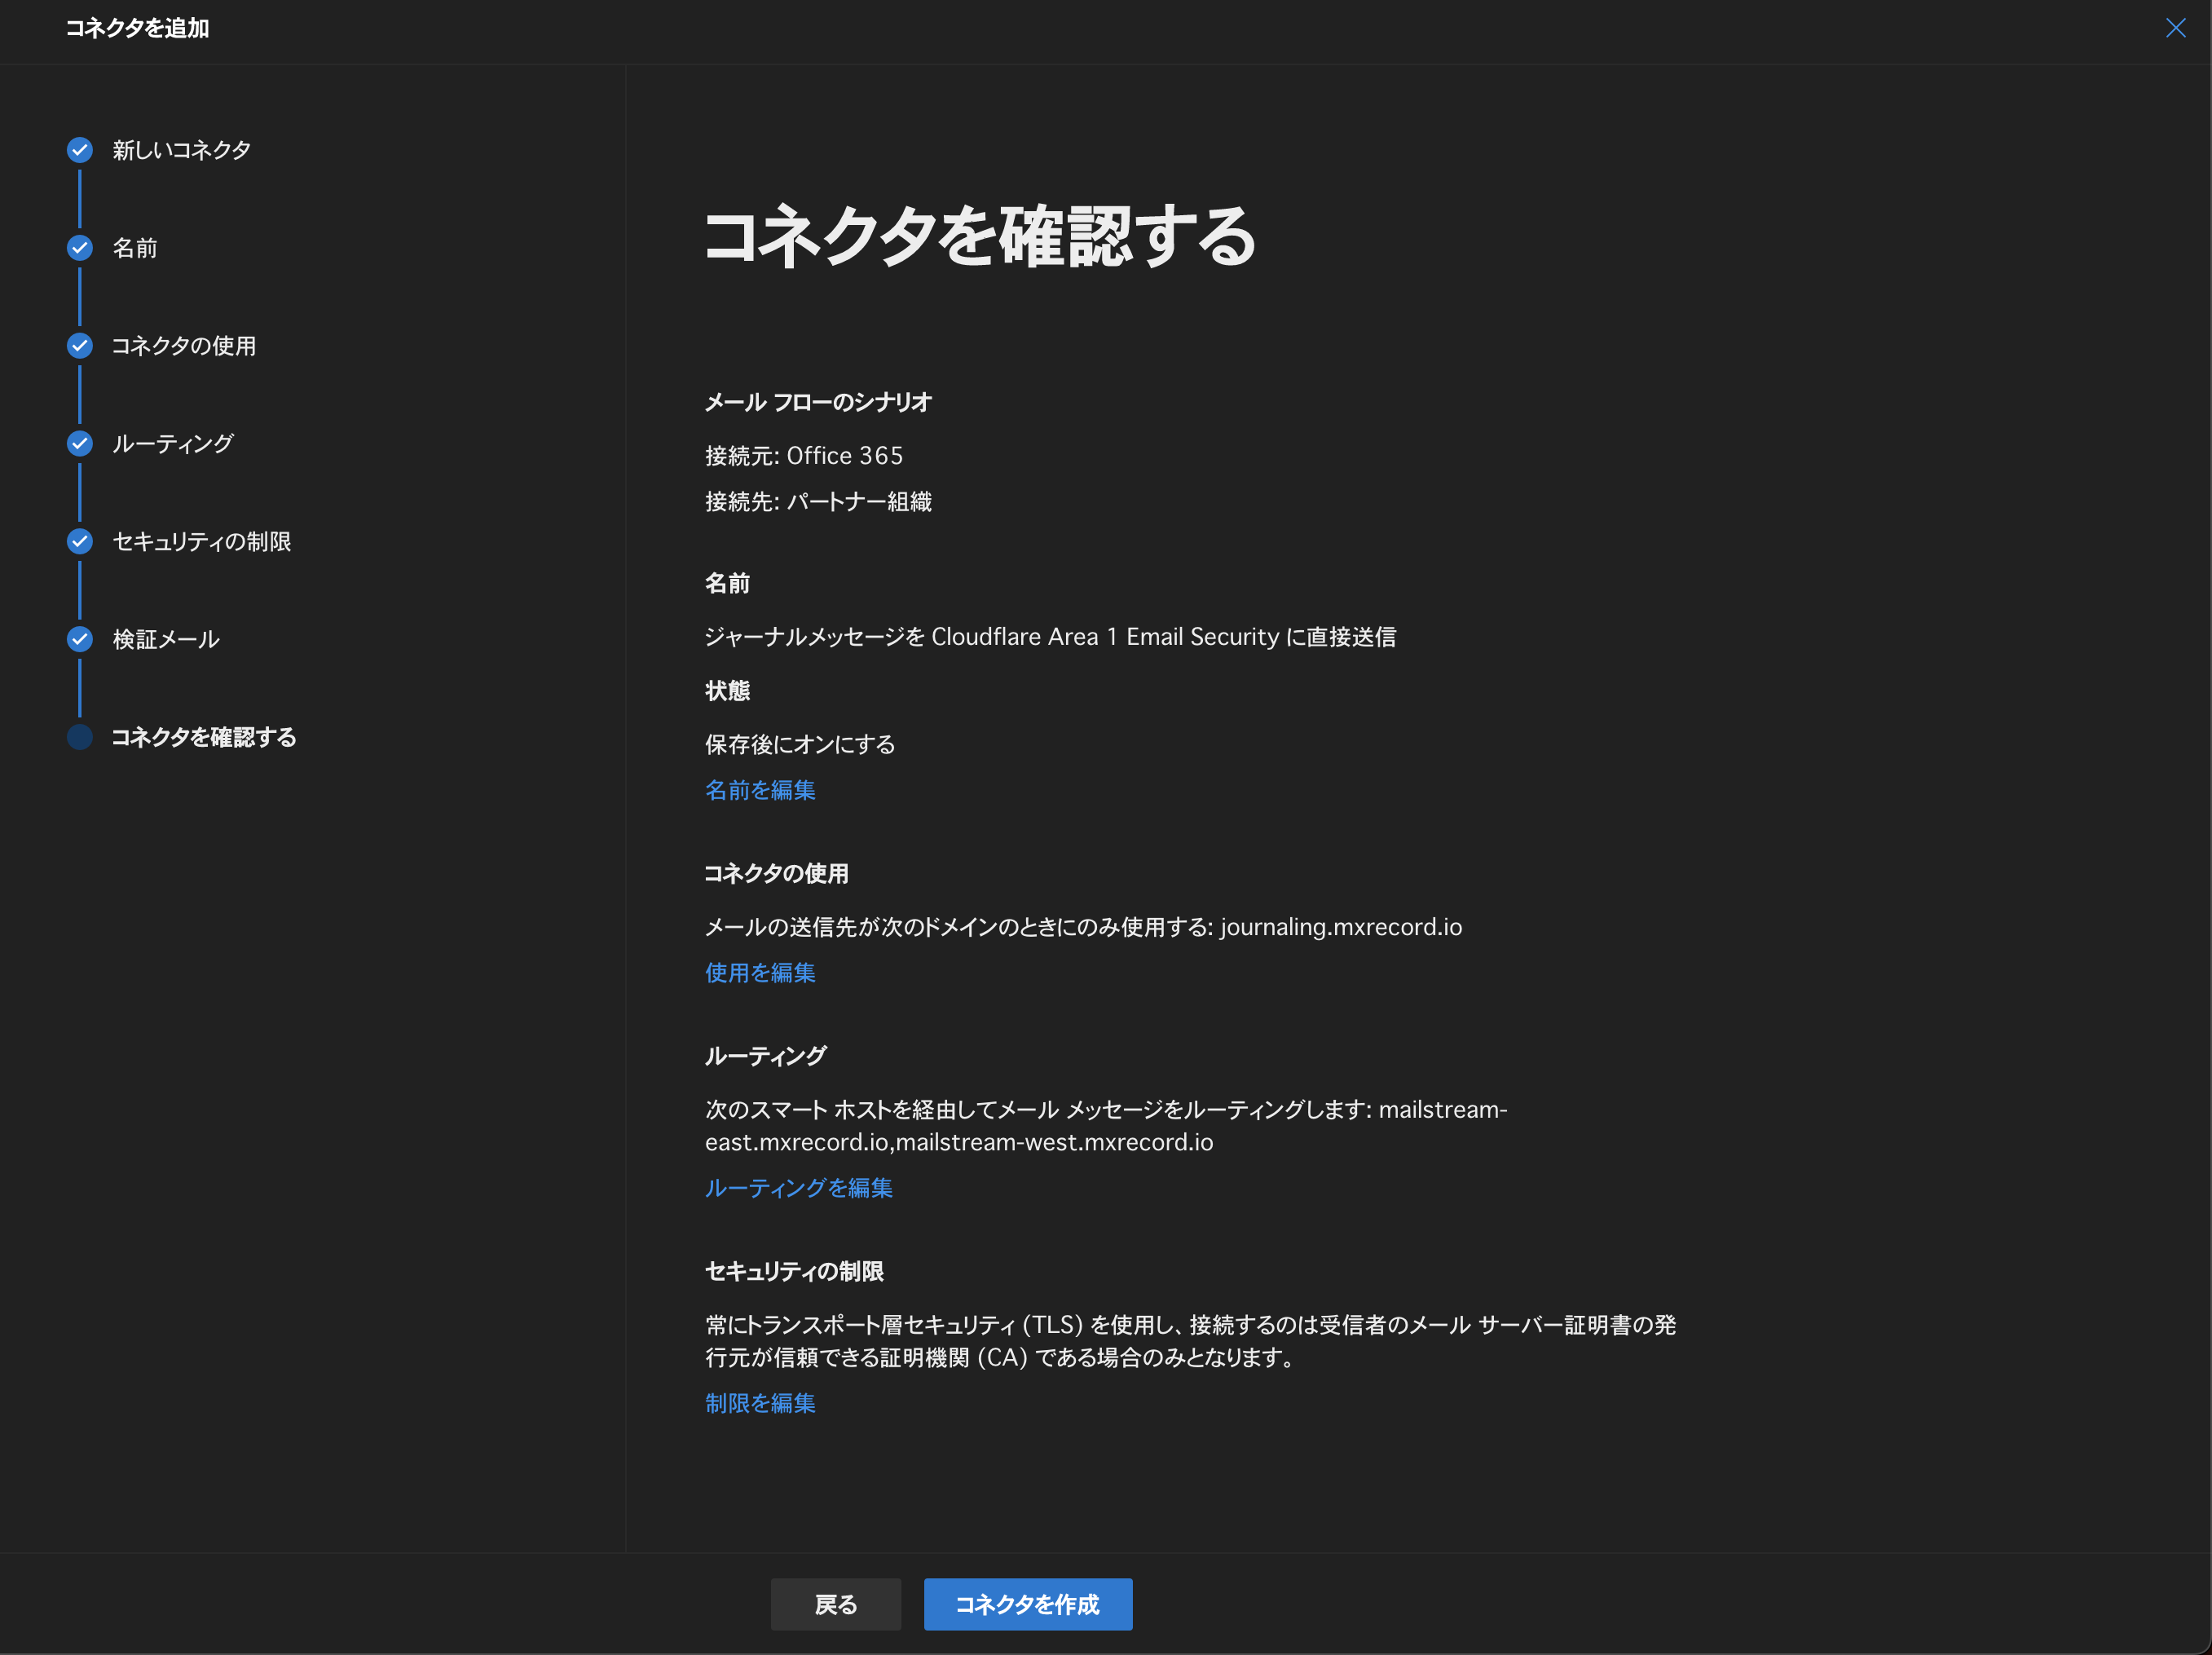 コネクタを追加
新しいコネクタ
名前
コネクタの使用
ルーティング
セキュリティの制限
検証メール
コネクタを確認する
コネクタを確認する
メール フローのシナリオ
接続元: Office 365
接続先: パートナー組織
名前
ジャーナルメッセージを Cloudflare Area 1 Email Security に直接送信
状態
保存後にオンにする
名前を編集
コネクタの使用
メールの送信先が次のドメインのときにのみ使用する: journaling.mxrecord.io
使用を編集
ルーティング
次のスマート ホストを経由してメール メッセージをルーティングします: mailstream-
east.mxrecord.io,mailstream-west.mxrecord.io
ルーティングを編集
セキュリティの制限
常にトランスポート層セキュリティ (TLS) を使用し、接続するのは受信者のメール サーバー証明書の発
行元が信頼できる証明機関 (CA) である場合のみとなります。
制限を編集
戻る
コネクタを作成